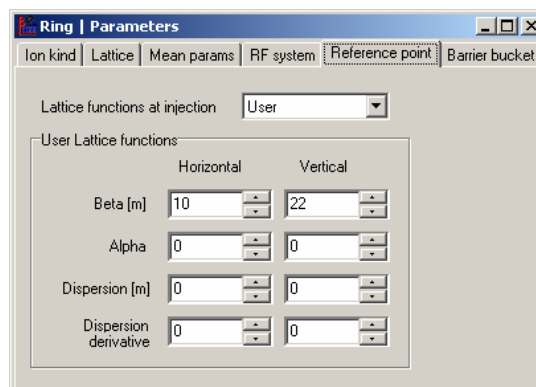 Ring | Parameters
Ion kind Lattice Mean params RF system Reference point Barrier bucket
Lattice functions at injection User
User Lattice functions
Horizontal Vertical
Beta [m] 10 22
Alpha 0 0
Dispersion [m] 0 0
Dispersion
derivative 0 0